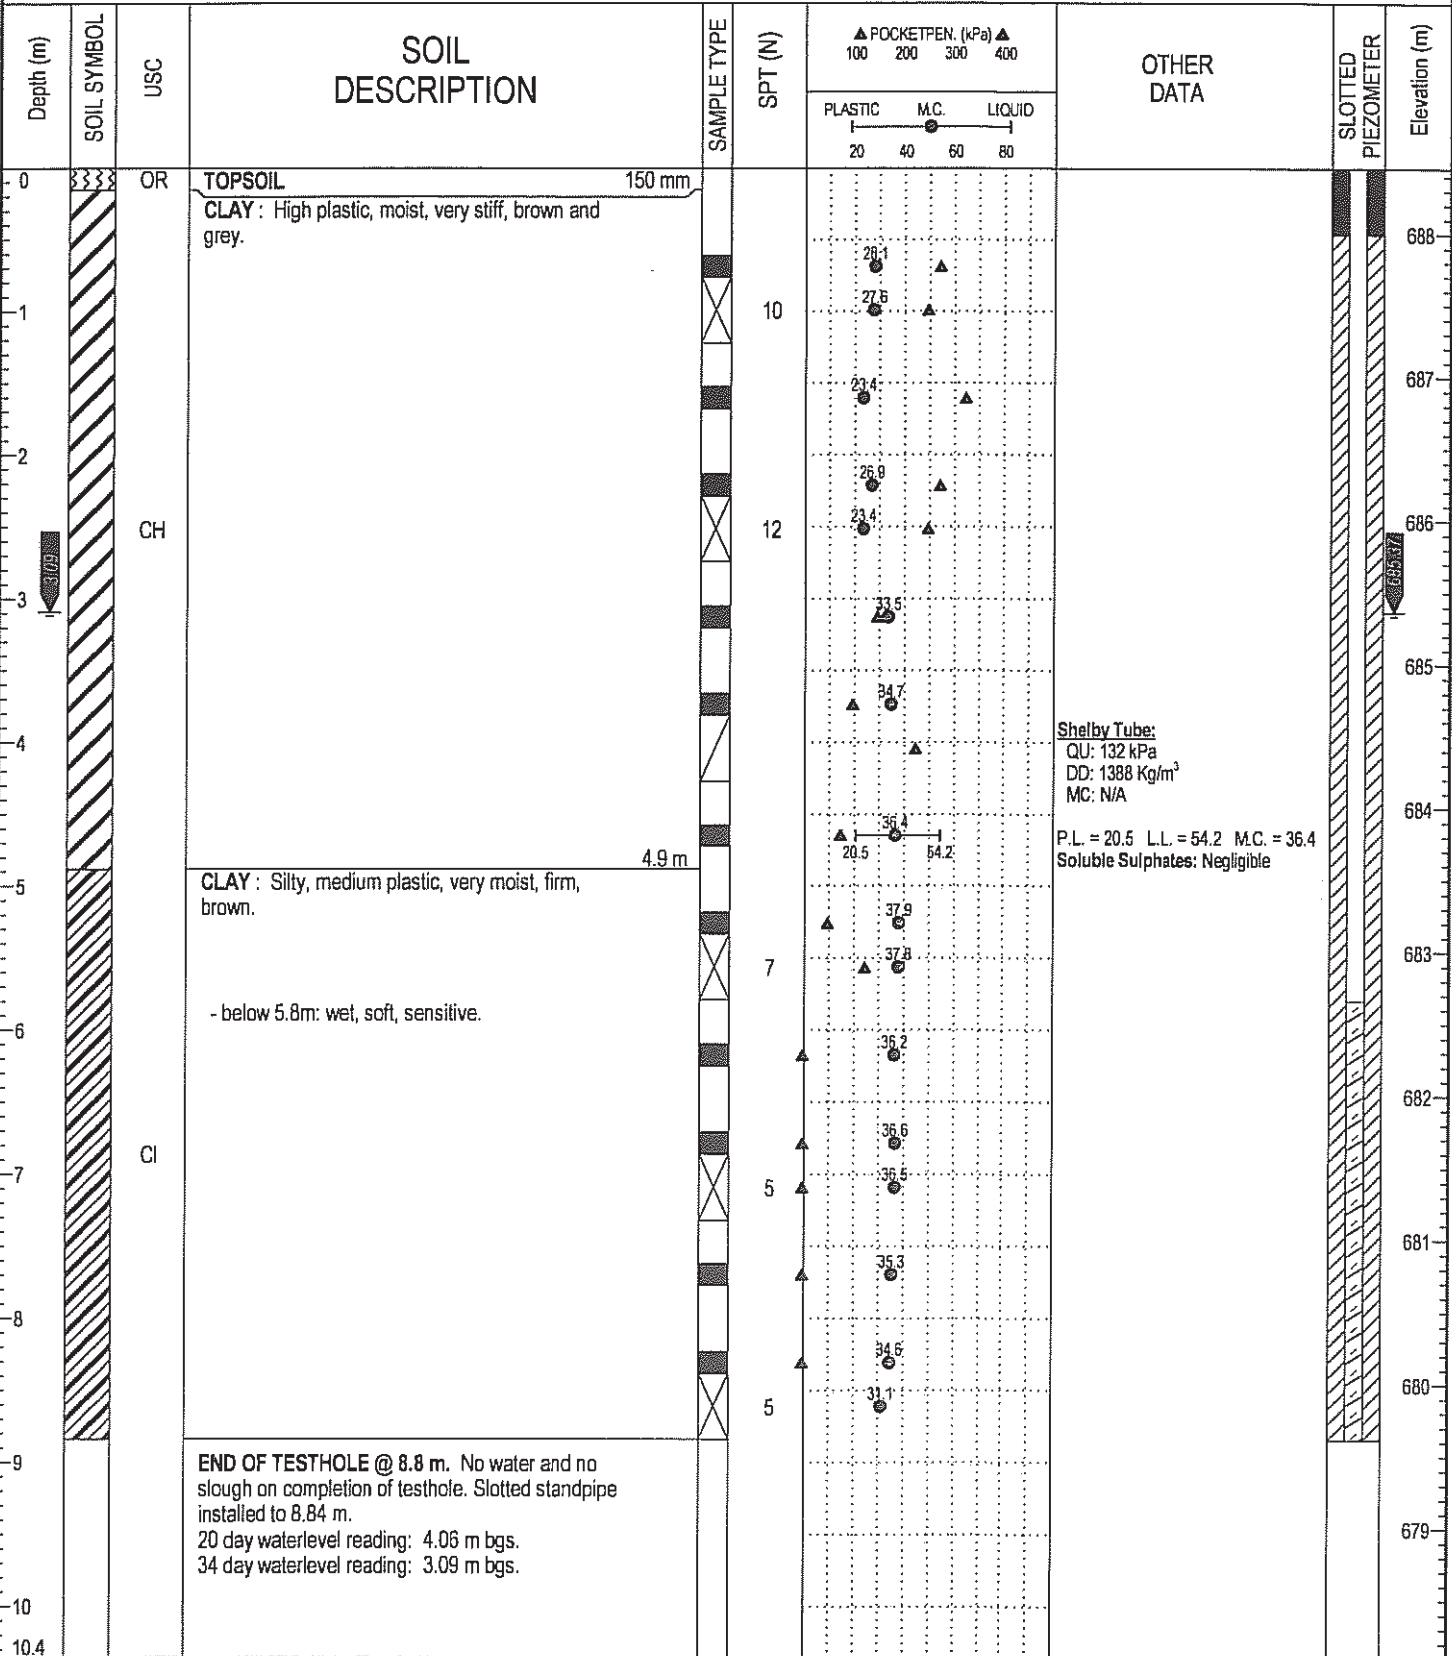 Depth (m)
SOIL SYMBOL
USC
SOIL
DESCRIPTION
SAMPLE TYPE
SPT (N)
▲ POCKETPEN. (kPa) ▲
100 200 300 400
PLASTIC M.C. LIQUID
20 40 60 80
OTHER
DATA
SLOTTED
PIEZOMETER
Elevation (m)
0
OR
TOPSOIL 150 mm
CLAY : High plastic, moist, very stiff, brown and
grey.
688
28.1
1
27.6
10
687
23.4
2
26.9
CH
23.4
12
686
3.09
685.37
3
33.5
685
34.7
4
Shelby Tube:
QU: 132 kPa
DD: 1388 Kg/m³
MC: N/A
684
36.4
20.5 54.2
P.L. = 20.5 L.L. = 54.2 M.C. = 36.4
Soluble Sulphates: Negligible
4.9 m
5
CLAY : Silty, medium plastic, very moist, firm,
brown.
37.9
37.8
7
683
- below 5.8m: wet, soft, sensitive.
6
36.2
682
36.6
CI
7
36.5
5
681
35.3
8
34.6
680
31.1
5
9
END OF TESTHOLE @ 8.8 m. No water and no
slough on completion of testhole. Slotted standpipe
installed to 8.84 m.
20 day waterlevel reading: 4.06 m bgs.
34 day waterlevel reading: 3.09 m bgs.
679
10
10.4